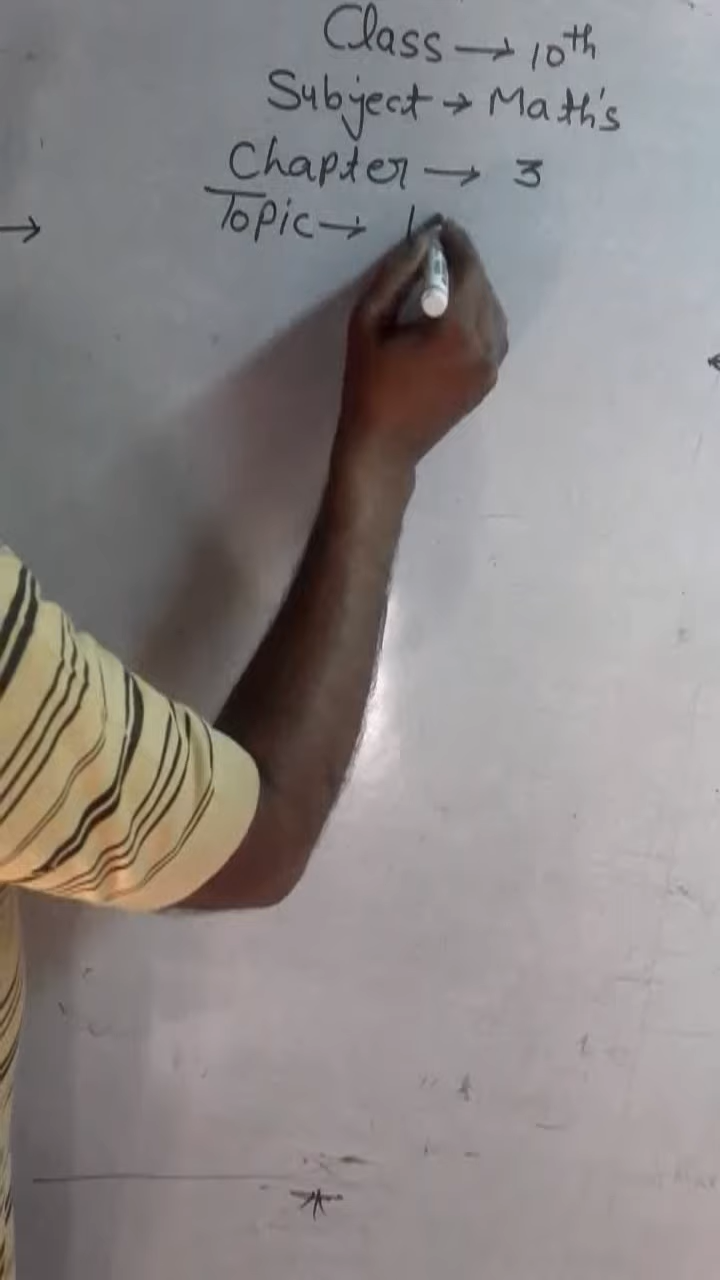 Class → 10th
Subject → Math's
Chapter → 3
Topic →